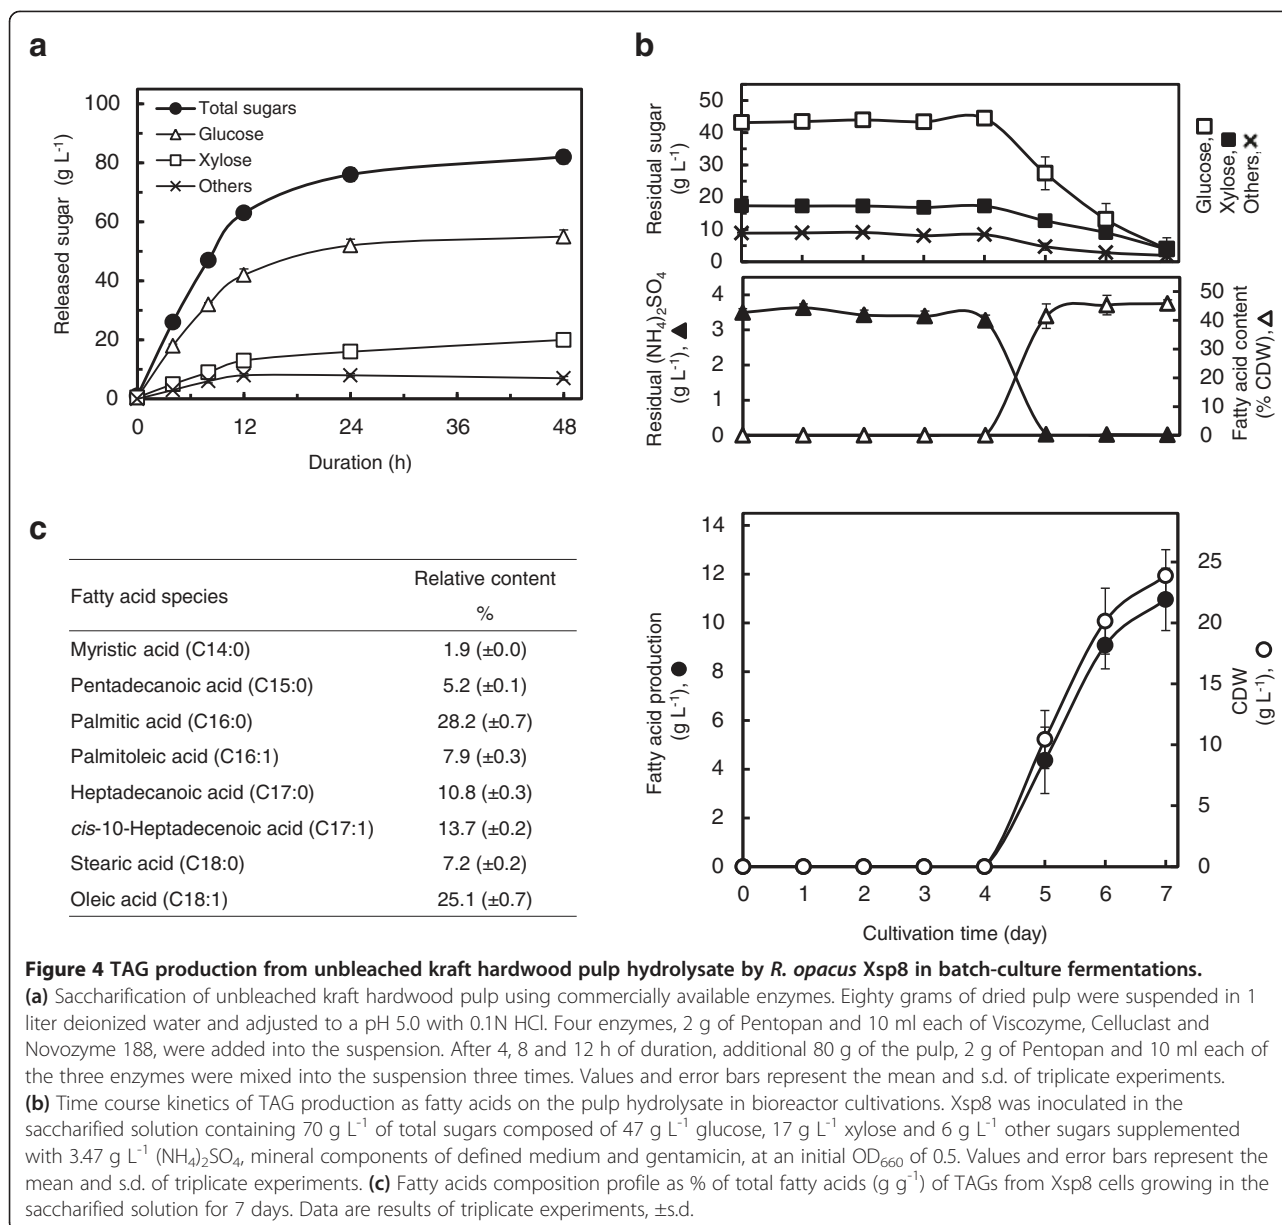 a
100
80
60
40
20
0
Released sugar (g L-1)
Total sugars
Glucose
Xylose
Others
0 12 24 36 48
Duration (h)
b
50
40
30
20
10
0
Residual sugar
(g L-1)
Glucose,
Xylose,
Others,
4
3
2
1
0
Residual (NH4)2SO4
(g L-1),
50
40
30
20
10
0
Fatty acid content
(% CDW),
14
12
10
8
6
4
2
0
Fatty acid production
(g L-1),
25
20
15
10
5
0
CDW
(g L-1),
0 1 2 3 4 5 6 7
Cultivation time (day)
c
Fatty acid species Relative content
%
Myristic acid (C14:0) 1.9 (±0.0)
Pentadecanoic acid (C15:0) 5.2 (±0.1)
Palmitic acid (C16:0) 28.2 (±0.7)
Palmitoleic acid (C16:1) 7.9 (±0.3)
Heptadecanoic acid (C17:0) 10.8 (±0.3)
cis-10-Heptadecenoic acid (C17:1) 13.7 (±0.2)
Stearic acid (C18:0) 7.2 (±0.2)
Oleic acid (C18:1) 25.1 (±0.7)
Figure 4 TAG production from unbleached kraft hardwood pulp hydrolysate by R. opacus Xsp8 in batch-culture fermentations.
(a) Saccharification of unbleached kraft hardwood pulp using commercially available enzymes. Eighty grams of dried pulp were suspended in 1
liter deionized water and adjusted to a pH 5.0 with 0.1N HCl. Four enzymes, 2 g of Pentopan and 10 ml each of Viscozyme, Celluclast and
Novozyme 188, were added into the suspension. After 4, 8 and 12 h of duration, additional 80 g of the pulp, 2 g of Pentopan and 10 ml each of
the three enzymes were mixed into the suspension three times. Values and error bars represent the mean and s.d. of triplicate experiments.
(b) Time course kinetics of TAG production as fatty acids on the pulp hydrolysate in bioreactor cultivations. Xsp8 was inoculated in the
saccharified solution containing 70 g L-1 of total sugars composed of 47 g L-1 glucose, 17 g L-1 xylose and 6 g L-1 other sugars supplemented
with 3.47 g L-1 (NH4)2SO4, mineral components of defined medium and gentamicin, at an initial OD660 of 0.5. Values and error bars represent the
mean and s.d. of triplicate experiments. (c) Fatty acids composition profile as % of total fatty acids (g g-1) of TAGs from Xsp8 cells growing in the
saccharified solution for 7 days. Data are results of triplicate experiments, ±s.d.